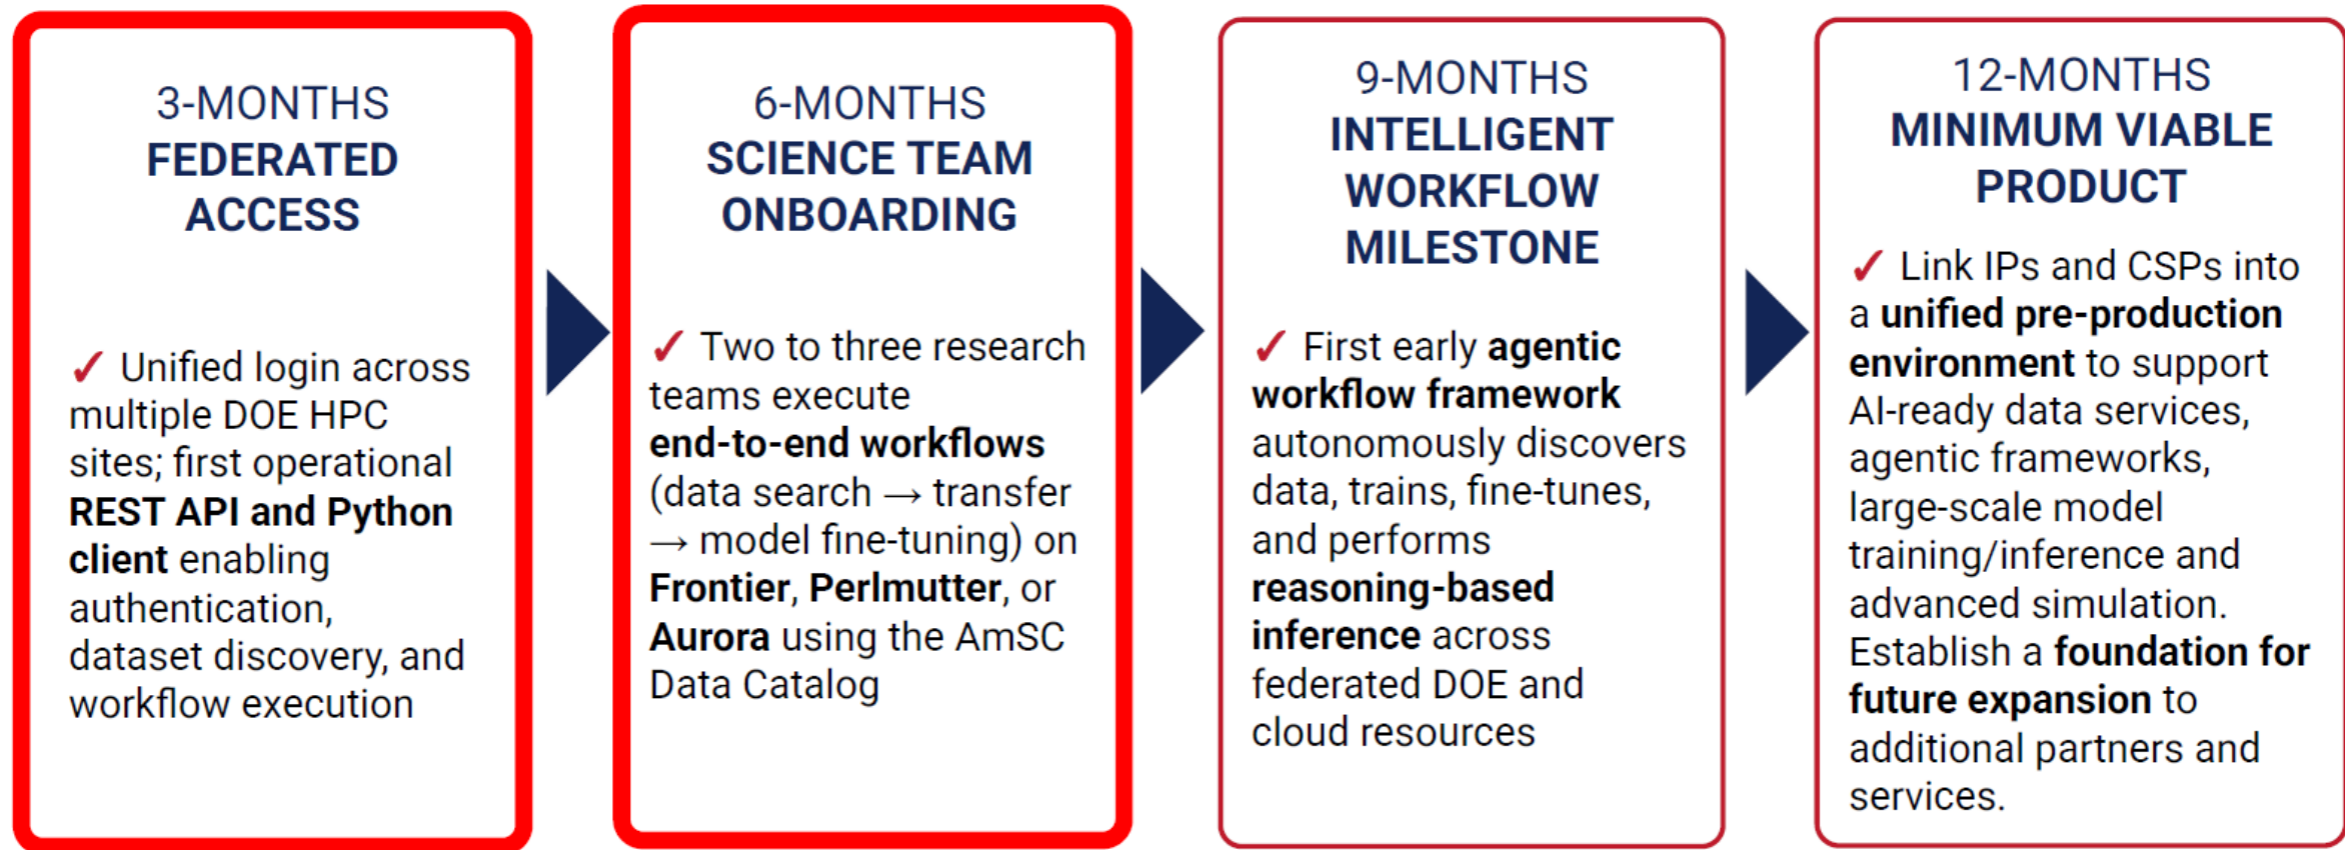 3-MONTHS
FEDERATED
ACCESS
✓ Unified login across
multiple DOE HPC
sites; first operational
REST API and Python
client enabling
authentication,
dataset discovery, and
workflow execution
6-MONTHS
SCIENCE TEAM
ONBOARDING
✓ Two to three research
teams execute
end-to-end workflows
(data search → transfer
→ model fine-tuning) on
Frontier, Perlmutter, or
Aurora using the AmSC
Data Catalog
9-MONTHS
INTELLIGENT
WORKFLOW
MILESTONE
✓ First early agentic
workflow framework
autonomously discovers
data, trains, fine-tunes,
and performs
reasoning-based
inference across
federated DOE and
cloud resources
12-MONTHS
MINIMUM VIABLE
PRODUCT
✓ Link IPs and CSPs into
a unified pre-production
environment to support
AI-ready data services,
agentic frameworks,
large-scale model
training/inference and
advanced simulation.
Establish a foundation for
future expansion to
additional partners and
services.